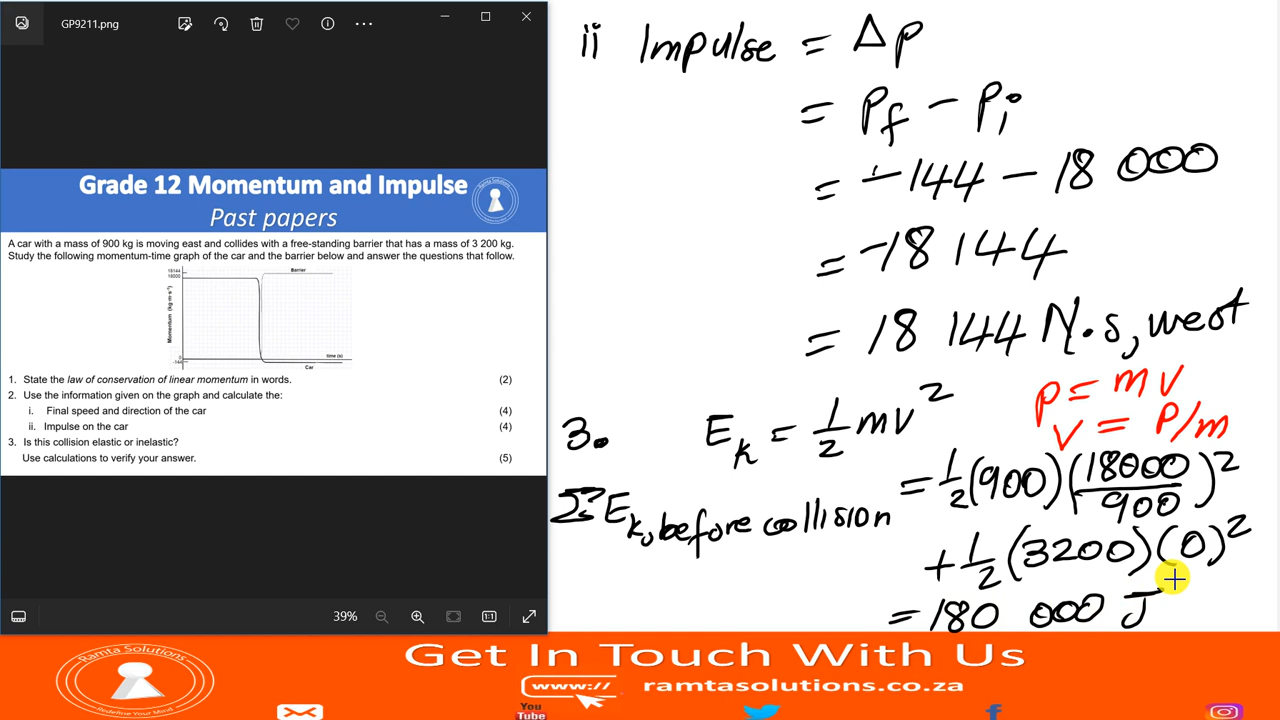 GP9211.png
Grade 12 Momentum and Impulse
Past papers
A car with a mass of 900 kg is moving east and collides with a free-standing barrier that has a mass of 3 200 kg.
Study the following momentum-time graph of the car and the barrier below and answer the questions that follow.
Barrier
18144
18000
Momentum (kg·m·s⁻¹)
0
-144
time (s)
Car
1. State the law of conservation of linear momentum in words. (2)
2. Use the information given on the graph and calculate the:
i. Final speed and direction of the car (4)
ii. Impulse on the car (4)
3. Is this collision elastic or inelastic?
Use calculations to verify your answer. (5)
39%
1:1
ii Impulse = Δp
= Pf - Pi
= -144 - 18 000
= -18 144
= 18 144 N.s, west
p = mv
v = P/m
3. Ek = 1/2 mv²
ΣEk, before collision = 1/2 (900) (18000/900)²
+ 1/2 (3200) (0)²
= 180 000 J
Ramta Solutions
Redefine Your Mind
Get In Touch With Us
www://
ramtasolutions.co.za
You
Tube